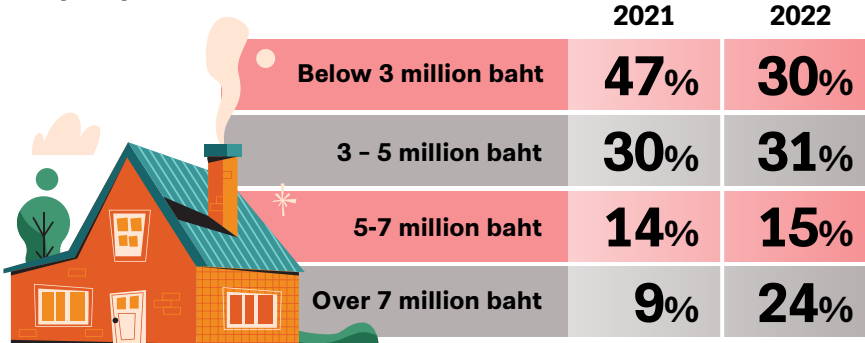 2021 2022
Below 3 million baht 47% 30%
3 – 5 million baht 30% 31%
5-7 million baht 14% 15%
Over 7 million baht 9% 24%